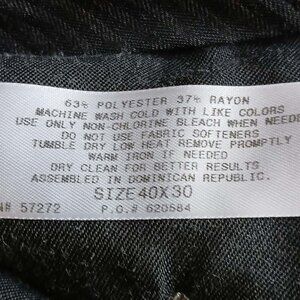 63% POLYESTER 37% RAYON
MACHINE WASH COLD WITH LIKE COLORS
USE ONLY NON-CHLORINE BLEACH WHEN NEEDED
DO NOT USE FABRIC SOFTENERS
TUMBLE DRY LOW HEAT REMOVE PROMPTLY
WARM IRON IF NEEDED
DRY CLEAN FOR BETTER RESULTS
ASSEMBLED IN DOMINICAN REPUBLIC.
SIZE 40X30
N# 57272 P.O.# 620584